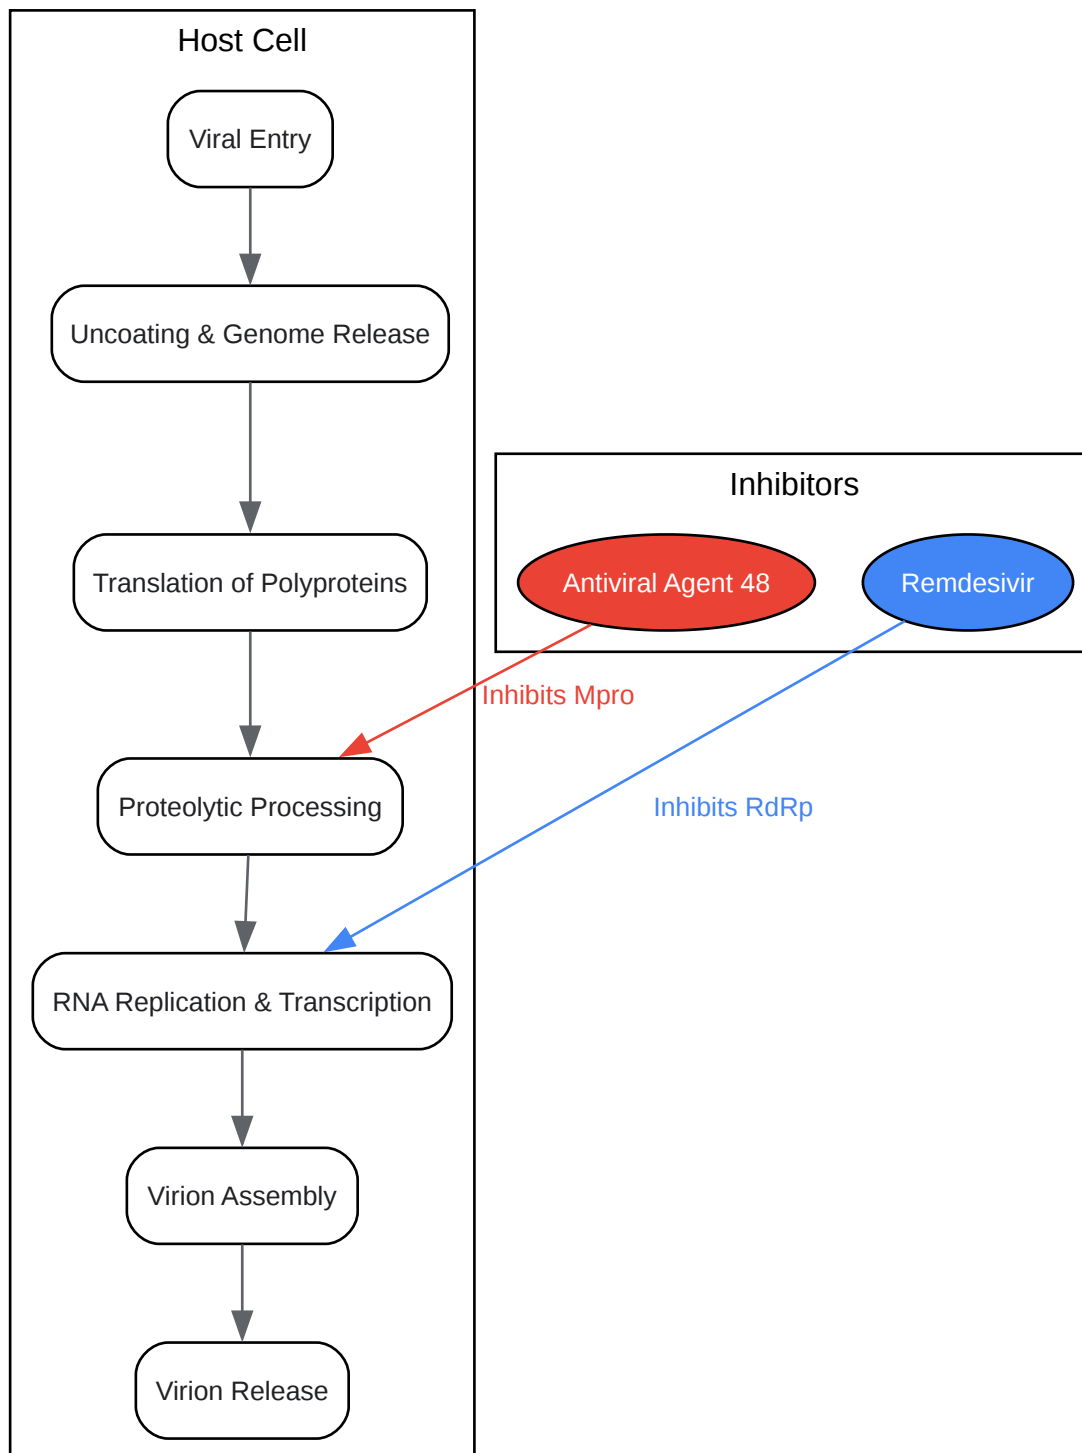 Host Cell
Viral Entry
Uncoating & Genome Release
Inhibitors
Translation of Polyproteins
Antiviral Agent 48
Remdesivir
Inhibits Mpro
Proteolytic Processing
Inhibits RdRp
RNA Replication & Transcription
Virion Assembly
Virion Release